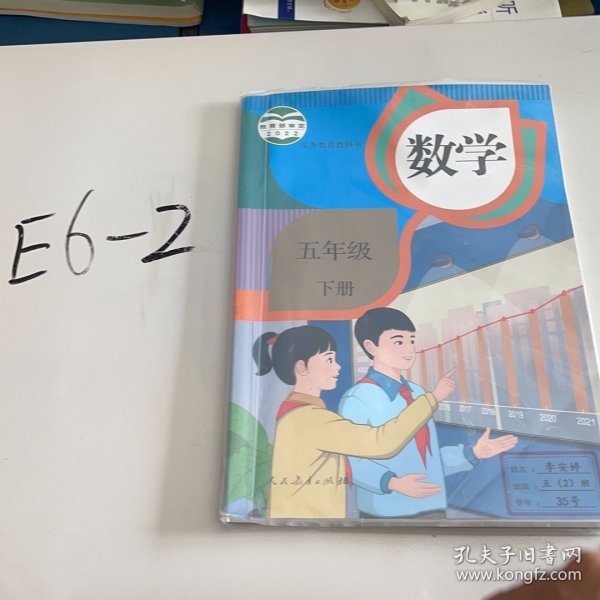 听
E6-2
教育部审定
2022
义务教育教科书
数学
五年级
下册
2016 2017 2018 2019 2020 2021
人民教育出版社
姓名：李安婷
班级：五（2）班
学号：35号
孔夫子旧书网
www.kongfz.com